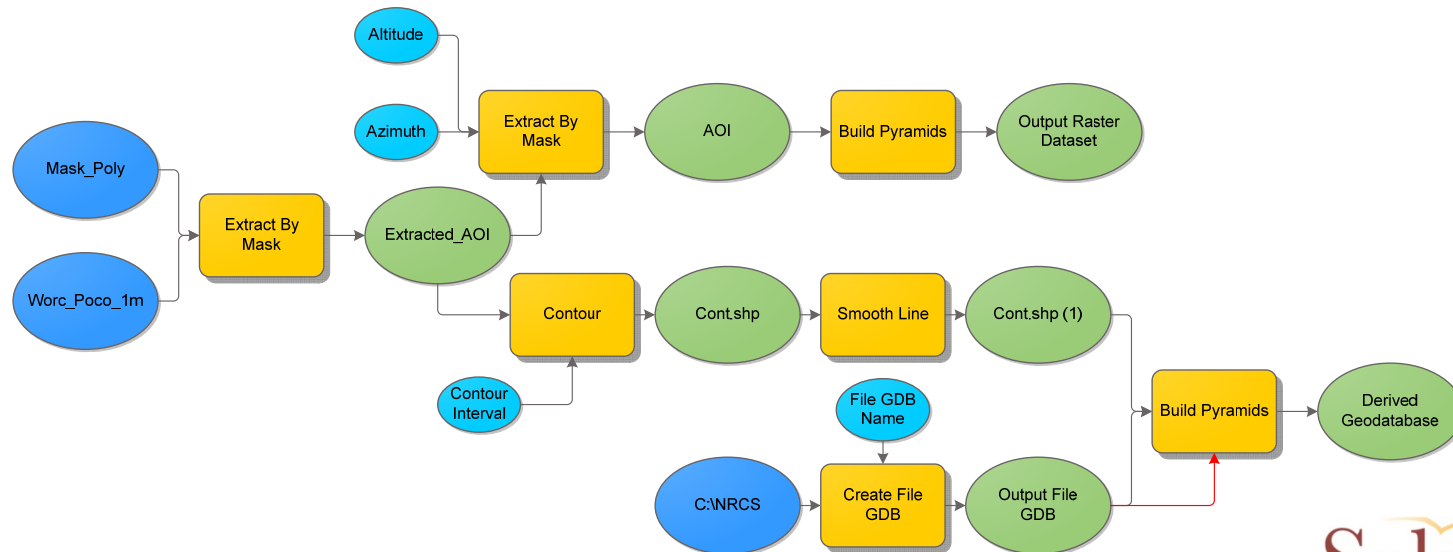 Altitude
Azimuth
Extract By
Mask
AOI
Build Pyramids
Output Raster
Dataset
Mask_Poly
Worc_Poco_1m
Extract By
Mask
Extracted_AOI
Contour
Cont.shp
Smooth Line
Cont.shp (1)
Contour
Interval
File GDB
Name
Build Pyramids
Derived
Geodatabase
C:\NRCS
Create File
GDB
Output File
GDB